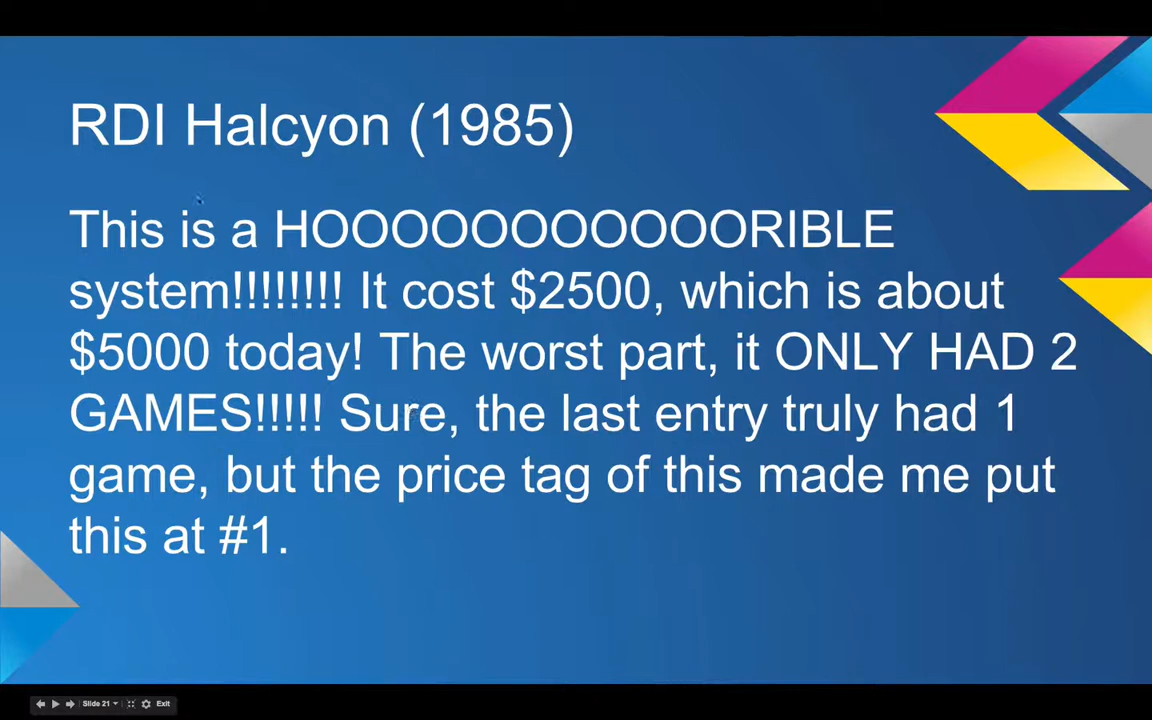 RDI Halcyon (1985)
This is a HOOOOOOOOOOORIBLE
system!!!!!!!! It cost $2500, which is about
$5000 today! The worst part, it ONLY HAD 2
GAMES!!!!! Sure, the last entry truly had 1
game, but the price tag of this made me put
this at #1.
Slide 21
Exit